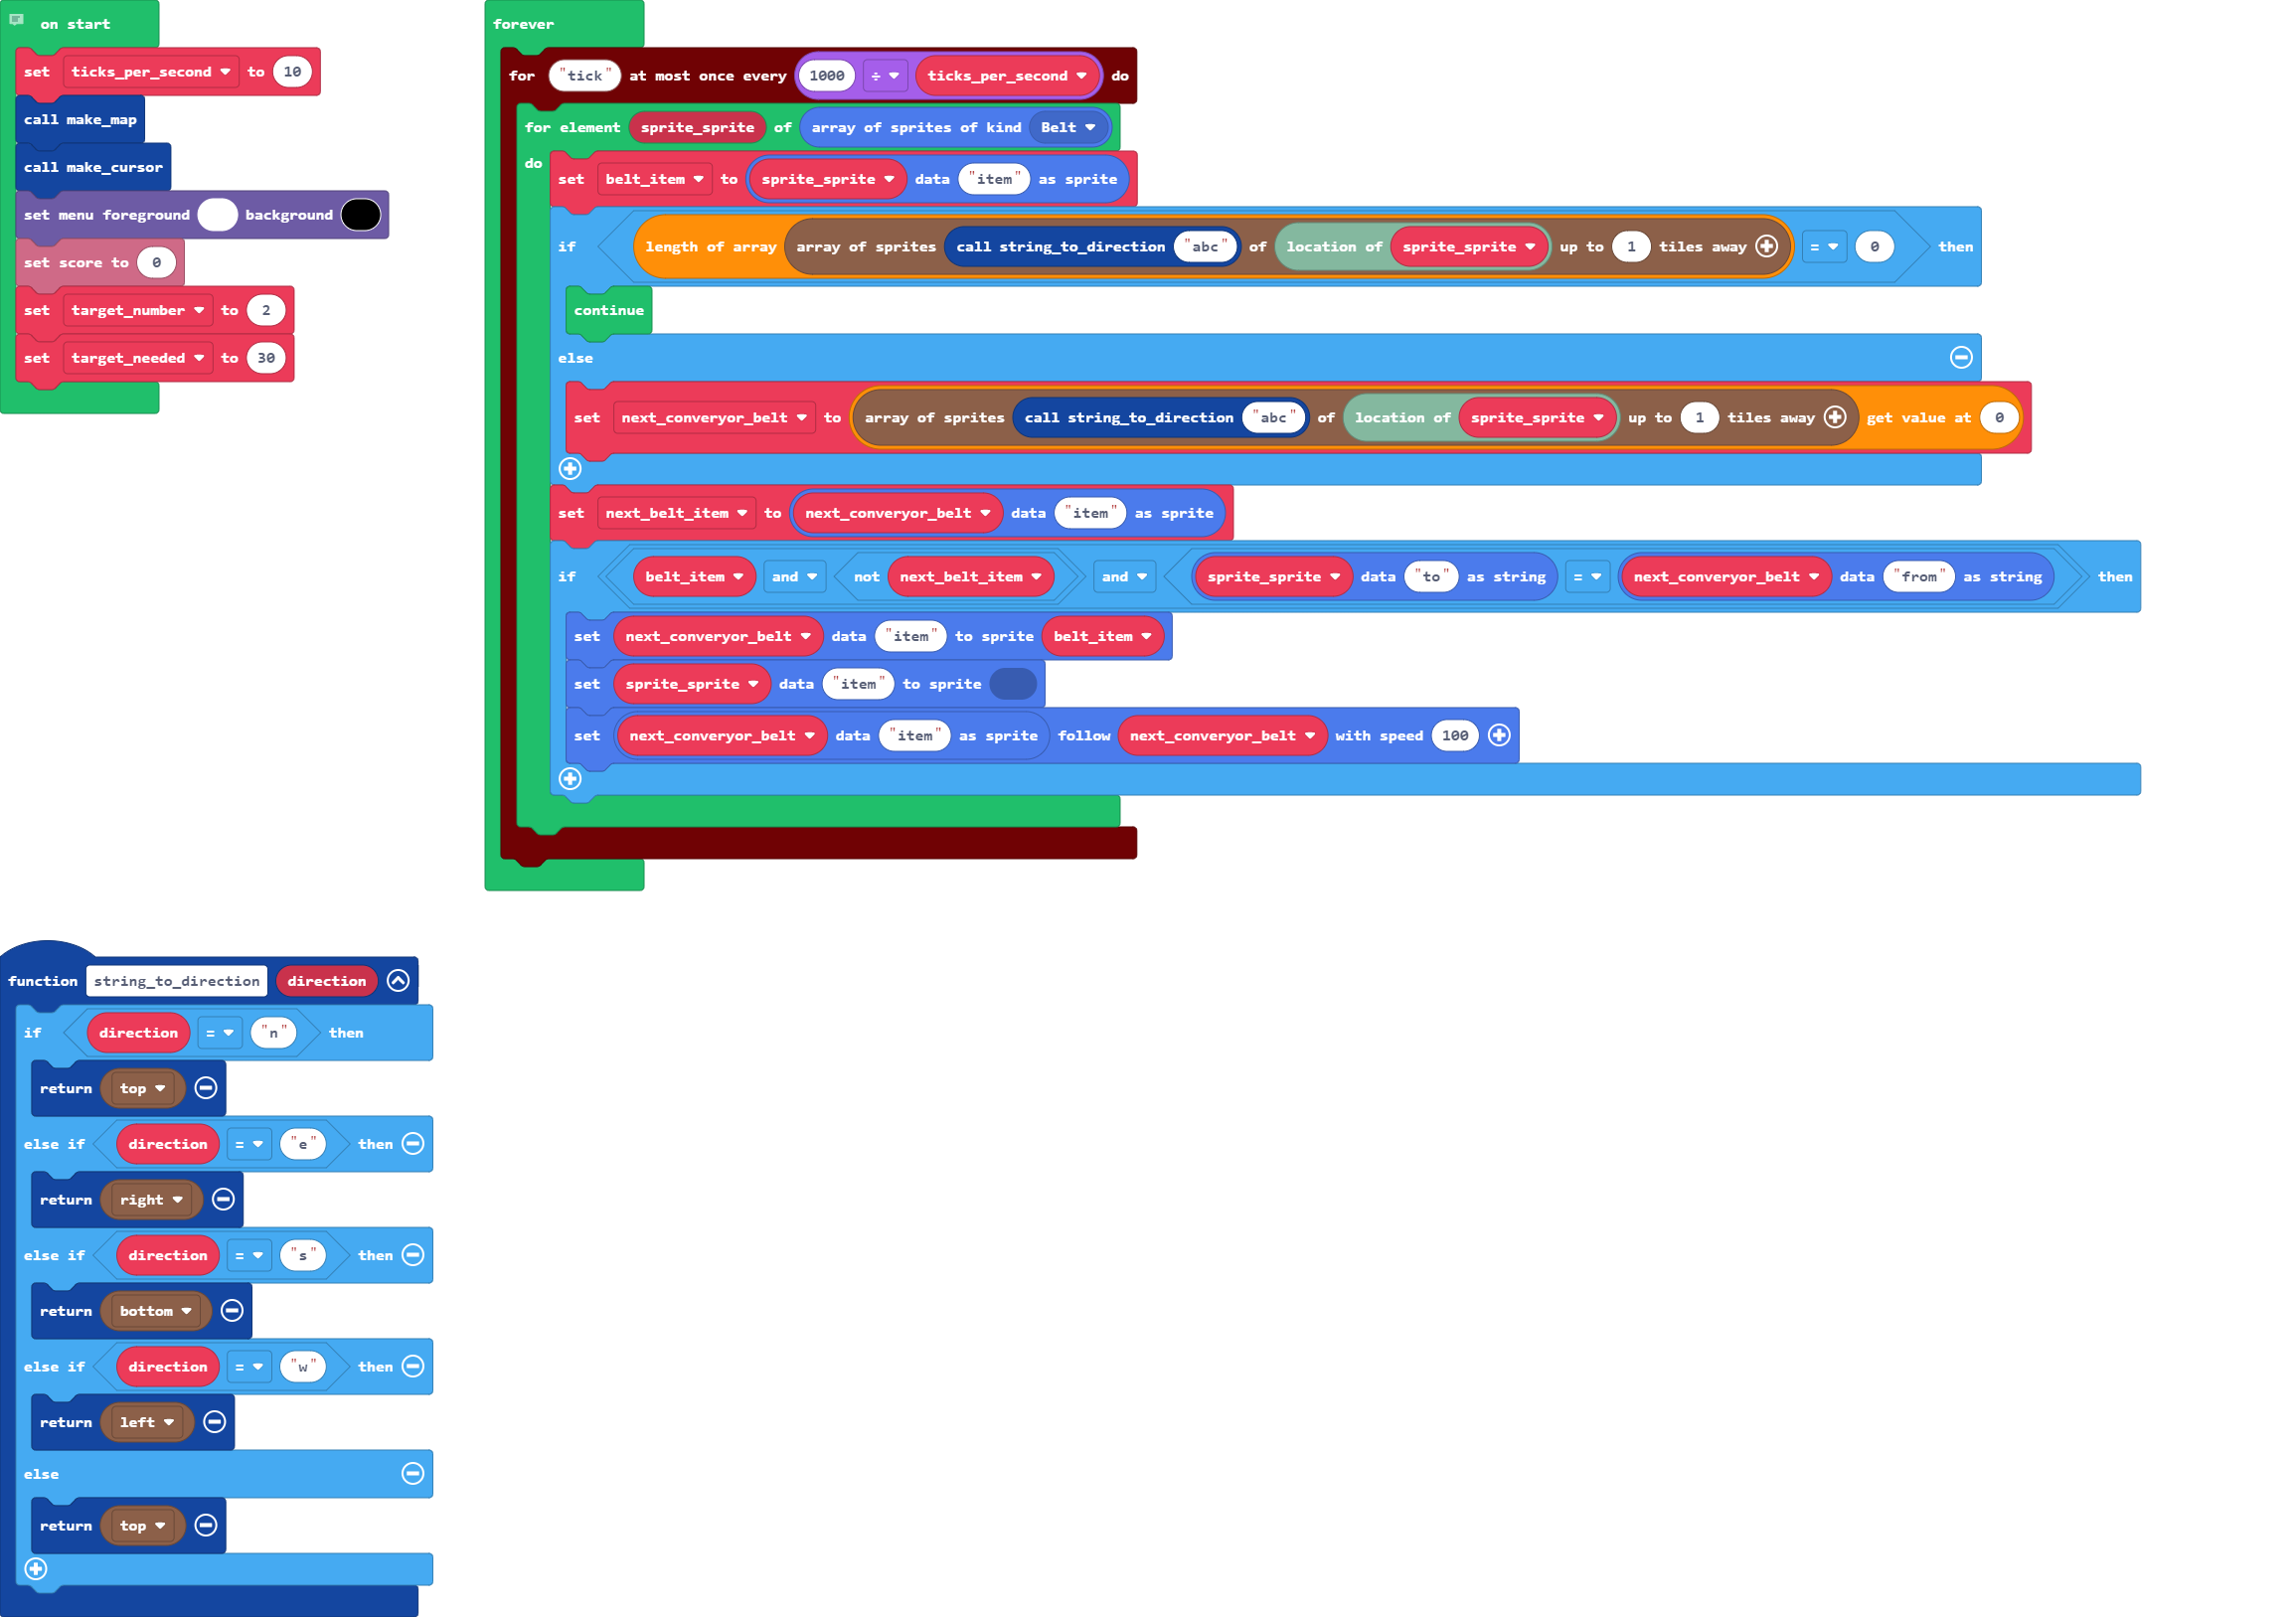 on start
set ticks_per_second to 10
call make_map
call make_cursor
set menu foreground background
set score to 0
set target_number to 2
set target_needed to 30
forever
for "tick" at most once every 1000 ÷ ticks_per_second do
for element sprite_sprite of array of sprites of kind Belt
do
set belt_item to sprite_sprite data "item" as sprite
if length of array array of sprites call string_to_direction "abc" of location of sprite_sprite up to 1 tiles away = 0 then
continue
else
set next_converyor_belt to array of sprites call string_to_direction "abc" of location of sprite_sprite up to 1 tiles away get value at 0
set next_belt_item to next_converyor_belt data "item" as sprite
if belt_item and not next_belt_item and sprite_sprite data "to" as string = next_converyor_belt data "from" as string then
set next_converyor_belt data "item" to sprite belt_item
set sprite_sprite data "item" to sprite
set next_converyor_belt data "item" as sprite follow next_converyor_belt with speed 100
function string_to_direction direction
if direction = "n" then
return top
else if direction = "e" then
return right
else if direction = "s" then
return bottom
else if direction = "w" then
return left
else
return top